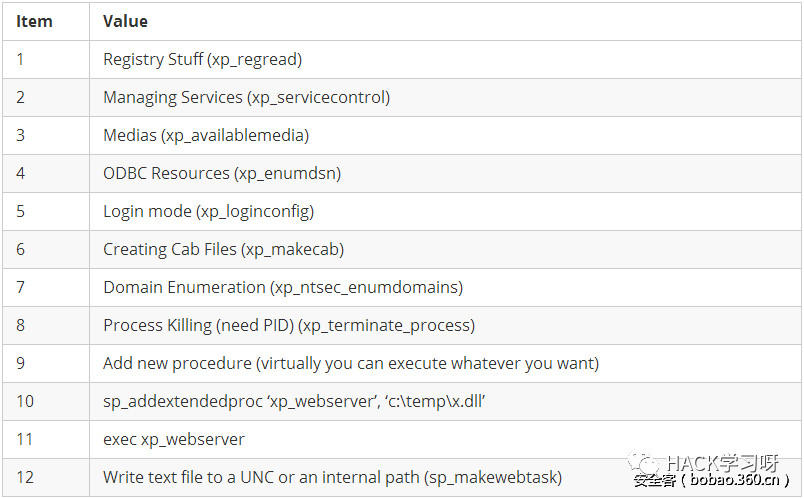 Item Value
1 Registry Stuff (xp_regread)
2 Managing Services (xp_servicecontrol)
3 Medias (xp_availablemedia)
4 ODBC Resources (xp_enumdsn)
5 Login mode (xp_loginconfig)
6 Creating Cab Files (xp_makecab)
7 Domain Enumeration (xp_ntsec_enumdomains)
8 Process Killing (need PID) (xp_terminate_process)
9 Add new procedure (virtually you can execute whatever you want)
10 sp_addextendedproc ‘xp_webserver’, ‘c:\temp\x.dll’
11 exec xp_webserver
12 Write text file to a UNC or an internal path (sp_makewebtask)
HACK学习呀
安全客 ( bobao.360.cn )